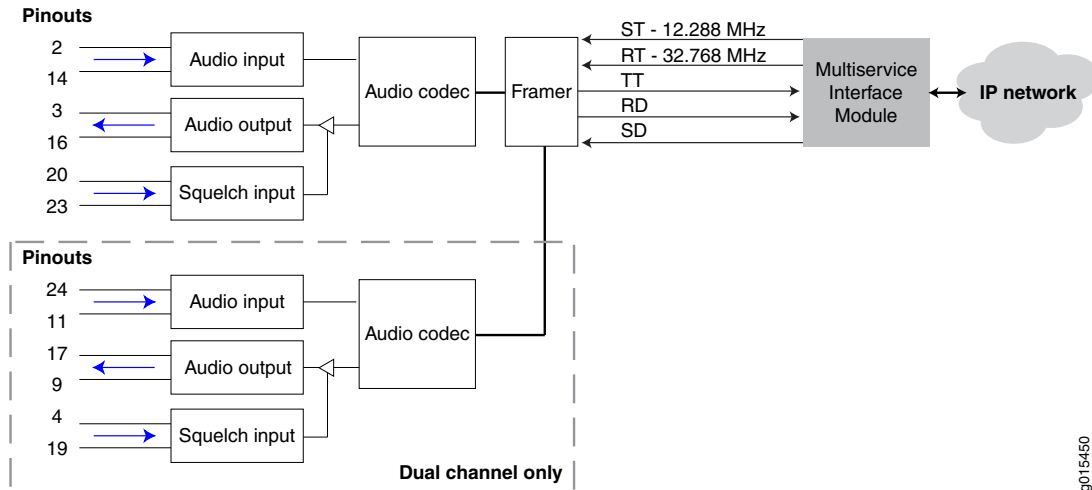 Pinouts
2
14
Audio input
3
16
Audio output
20
23
Squelch input
Audio codec
Framer
ST - 12.288 MHz
RT - 32.768 MHz
TT
RD
SD
Multiservice
Interface
Module
IP network
Pinouts
24
11
Audio input
17
9
Audio output
4
19
Squelch input
Audio codec
Dual channel only
g015450